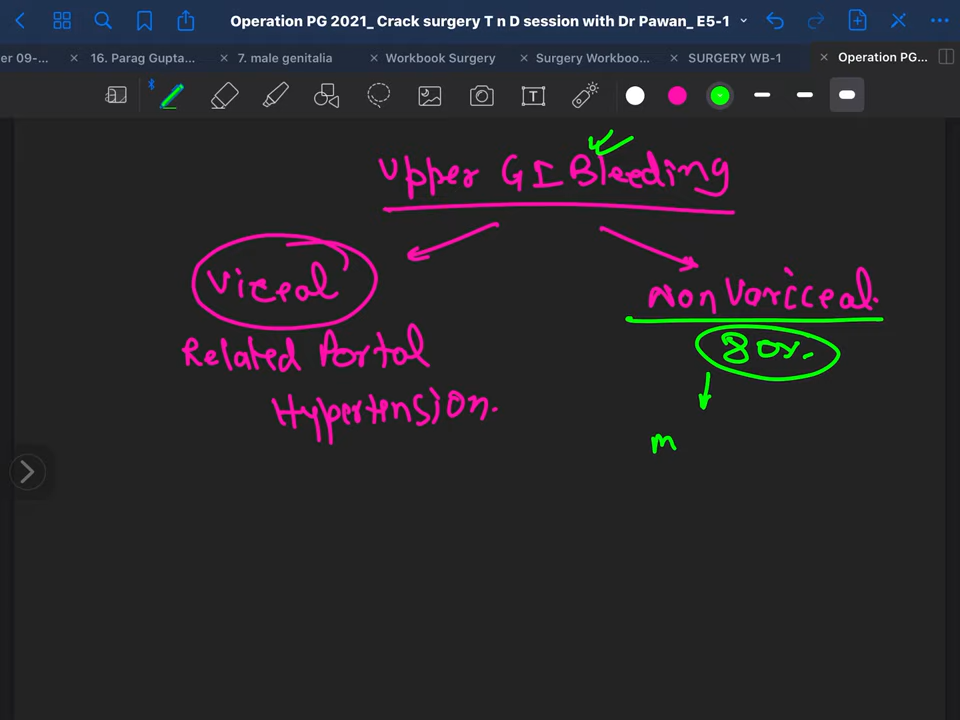 Operation PG 2021_ Crack surgery T n D session with Dr Pawan_ E5-1
er 09-...
16. Parag Gupta...
7. male genitalia
Workbook Surgery
Surgery Workboo...
SURGERY WB-1
Operation PG...
T
Upper GI Bleeding
Viceal
Non Variceal.
Related Portal
Hypertension.
80%.
m